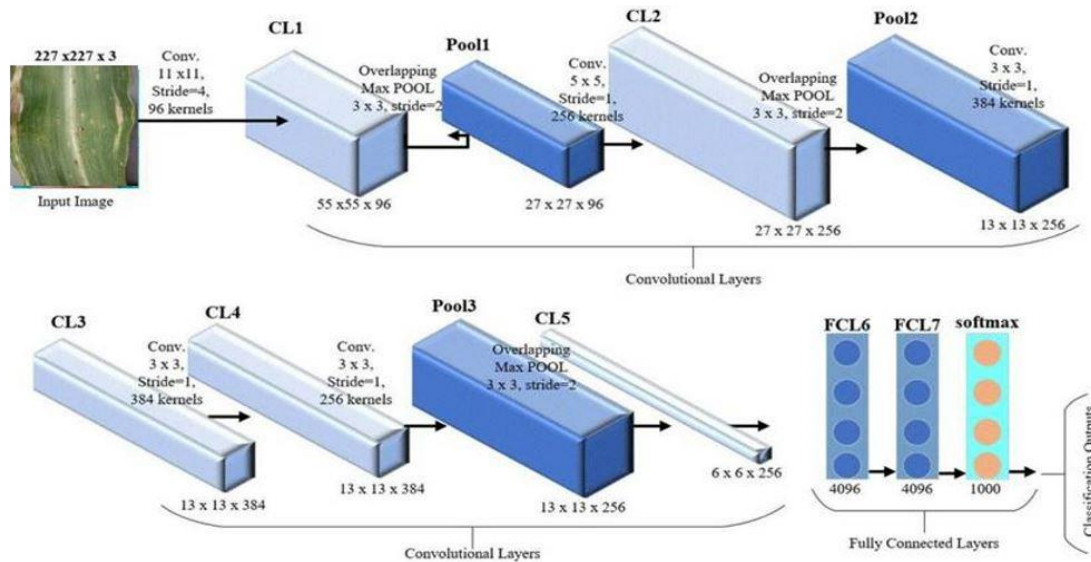 227 x227 x 3
Input Image
Conv.
11 x11,
Stride=4,
96 kernels
CL1
55 x55 x 96
Overlapping
Max POOL
3 x 3, stride=2
Pool1
27 x 27 x 96
Conv.
5 x 5,
Stride=1,
256 kernels
CL2
27 x 27 x 256
Overlapping
Max POOL
3 x 3, stride=2
Pool2
13 x 13 x 256
Conv.
3 x 3,
Stride=1,
384 kernels
Convolutional Layers
CL3
13 x 13 x 384
Conv.
3 x 3,
Stride=1,
384 kernels
CL4
13 x 13 x 384
Conv.
3 x 3,
Stride=1,
256 kernels
Pool3
13 x 13 x 256
Overlapping
Max POOL
3 x 3, stride=2
CL5
6 x 6 x 256
Convolutional Layers
FCL6
4096
FCL7
4096
softmax
1000
Fully Connected Layers
Classification Outputs